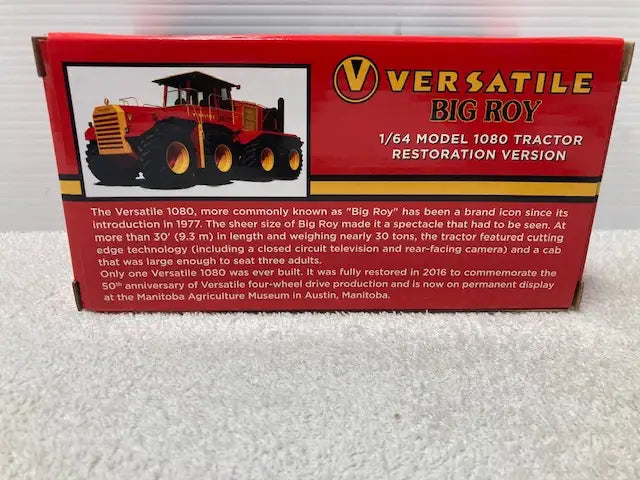 V VERSATILE
BIG ROY
1/64 MODEL 1080 TRACTOR
RESTORATION VERSION
The Versatile 1080, more commonly known as "Big Roy" has been a brand icon since its
introduction in 1977. The sheer size of Big Roy made it a spectacle that had to be seen. At
more than 30' (9.3 m) in length and weighing nearly 30 tons, the tractor featured cutting
edge technology (including a closed circuit television and rear-facing camera) and a cab
that was large enough to seat three adults.
Only one Versatile 1080 was ever built. It was fully restored in 2016 to commemorate the
50th anniversary of Versatile four-wheel drive production and is now on permanent display
at the Manitoba Agriculture Museum in Austin, Manitoba.